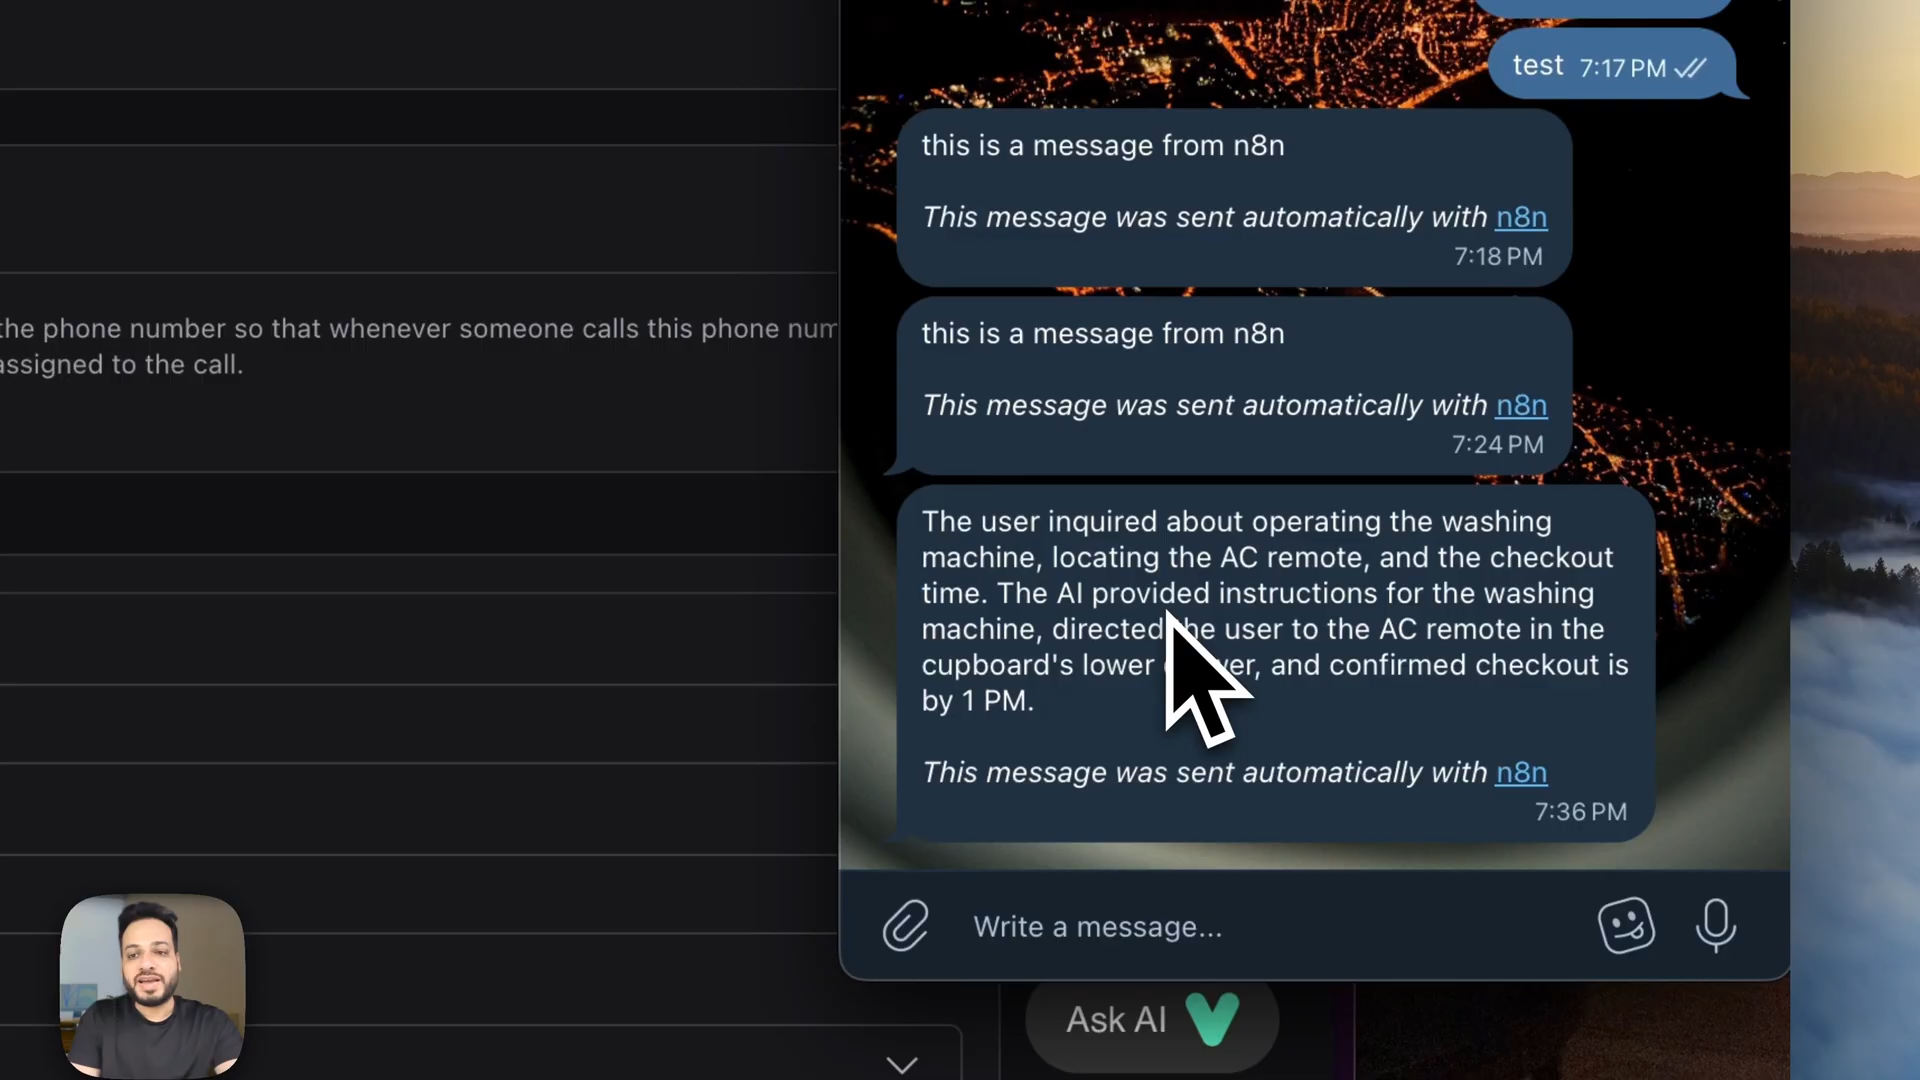 test 7:17 PM
this is a message from n8n
This message was sent automatically with n8n
7:18 PM
the phone number so that whenever someone calls this phone num
assigned to the call.
this is a message from n8n
This message was sent automatically with n8n
7:24 PM
The user inquired about operating the washing
machine, locating the AC remote, and the checkout
time. The AI provided instructions for the washing
machine, directed the user to the AC remote in the
cupboard's lower and confirmed checkout is
by 1 PM.
This message was sent automatically with n8n
7:36 PM
Write a message...
Ask AI